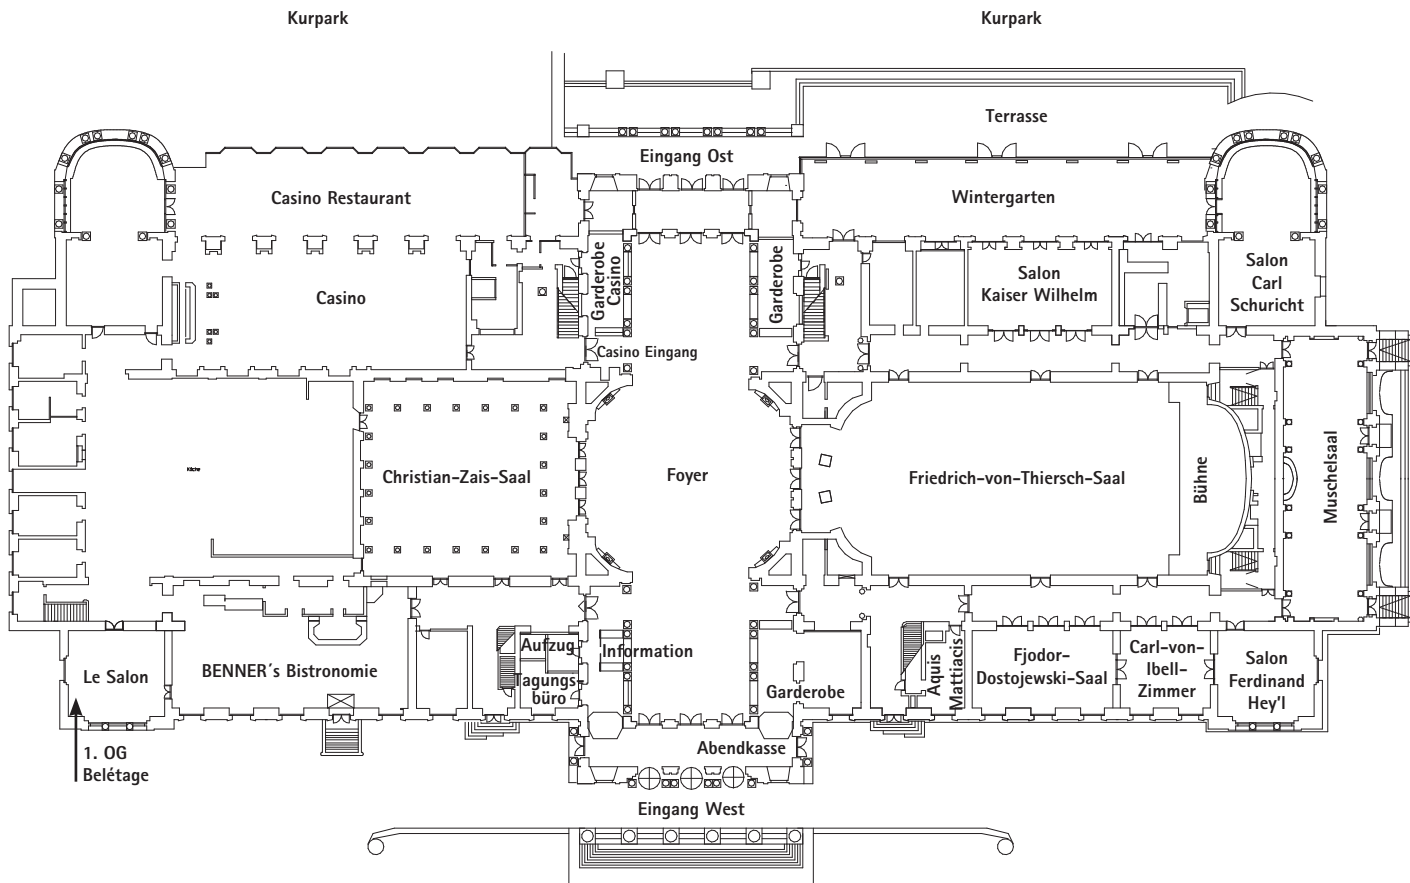 Kurpark
Kurpark
Terrasse
Eingang Ost
Casino Restaurant
Wintergarten
Garderobe
Casino
Garderobe
Casino
Salon
Kaiser Wilhelm
Salon
Carl
Schuricht
Casino Eingang
Küche
Christian-Zais-Saal
Foyer
Friedrich-von-Thiersch-Saal
Bühne
Muschelsaal
Le Salon
BENNER´s Bistronomie
Aufzug
Tagungs-
büro
Information
Garderobe
Aquis
Mattiacis
Fjodor-
Dostojewski-Saal
Carl-von-
Ibell-
Zimmer
Salon
Ferdinand
Hey'l
1. OG
Belétage
Abendkasse
Eingang West